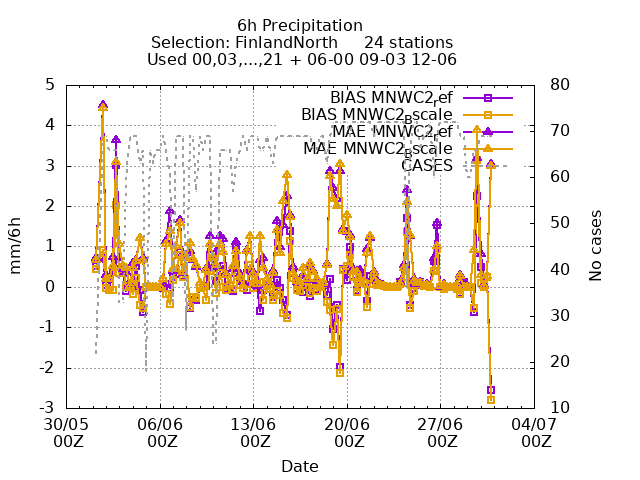 6h Precipitation
Selection: FinlandNorth     24 stations
Used 00,03,...,21 + 06-00 09-03 12-06
BIAS MNWC2_ref
BIAS MNWC2_Bscale
MAE MNWC2_ref
MAE MNWC2_Bscale
CASES
mm/6h
5
4
3
2
1
0
-1
-2
-3
80
70
60
50
40
30
20
10
No cases
30/05 06/06 13/06 20/06 27/06 04/07
00Z 00Z 00Z 00Z 00Z 00Z
Date